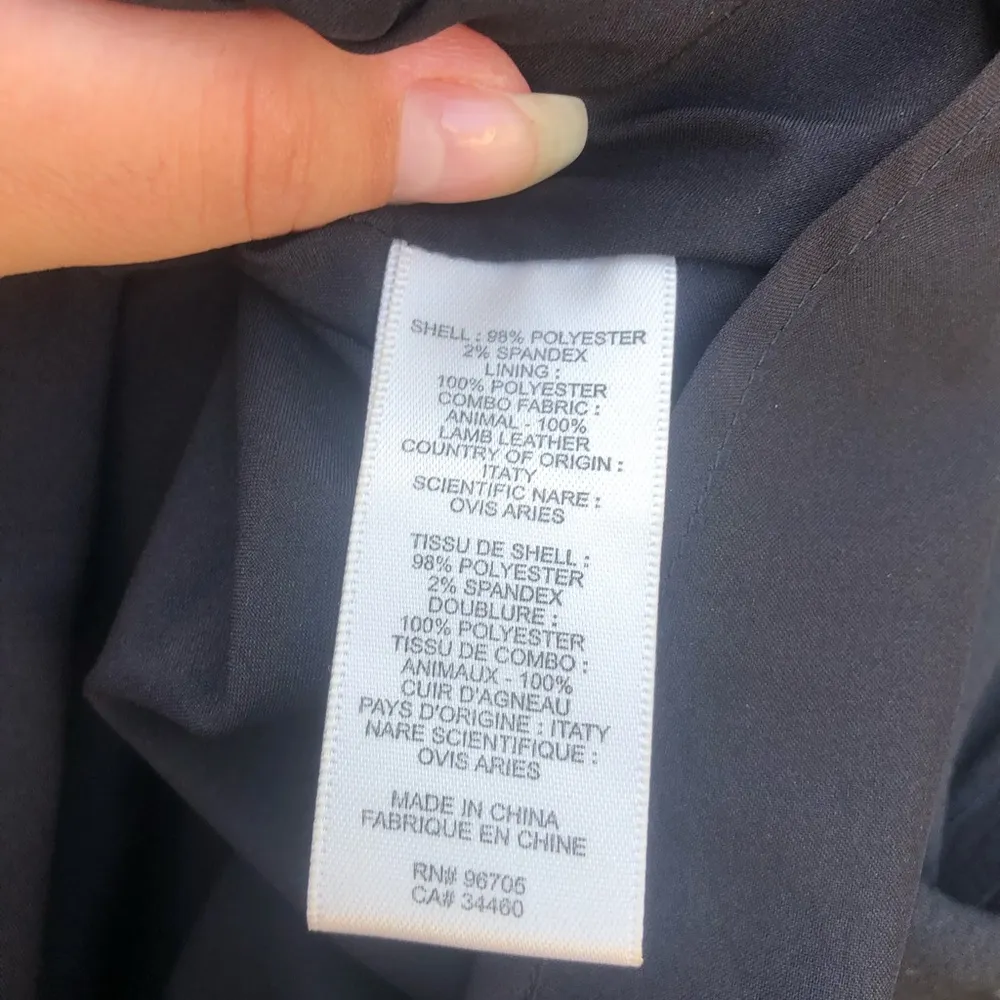 SHELL : 98% POLYESTER
2% SPANDEX
LINING :
100% POLYESTER
COMBO FABRIC :
ANIMAL - 100%
LAMB LEATHER
COUNTRY OF ORIGIN :
ITATY
SCIENTIFIC NARE :
OVIS ARIES
TISSU DE SHELL :
98% POLYESTER
2% SPANDEX
DOUBLURE :
100% POLYESTER
TISSU DE COMBO :
ANIMAUX - 100%
CUIR D'AGNEAU
PAYS D'ORIGINE : ITATY
NARE SCIENTIFIQUE :
OVIS ARIES
MADE IN CHINA
FABRIQUE EN CHINE
RN# 96705
CA# 34460